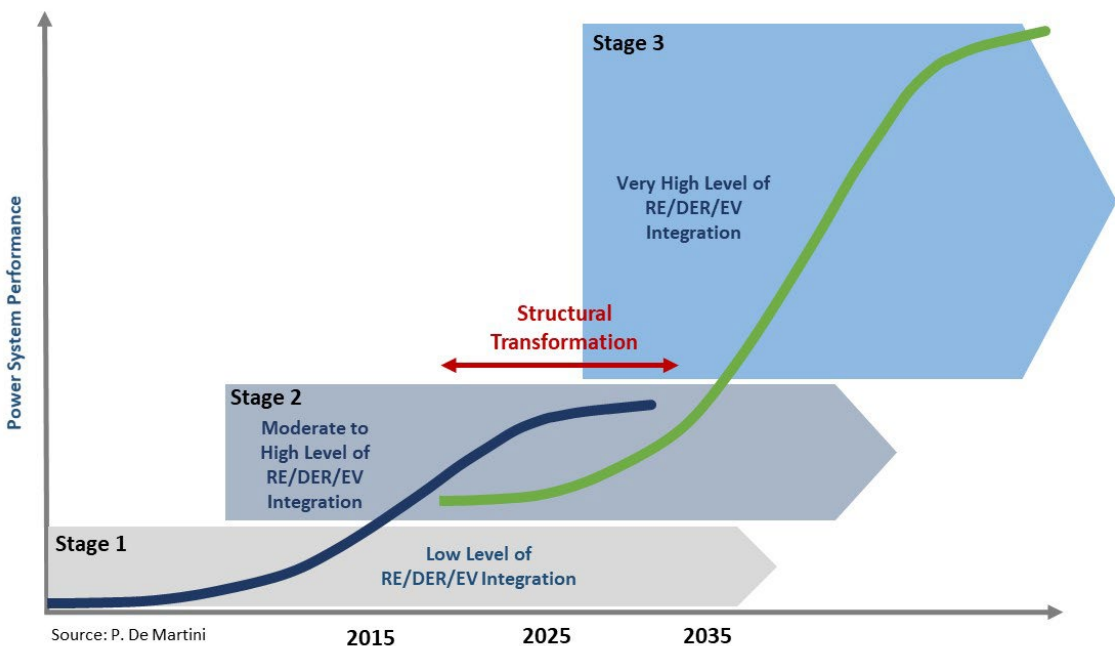 Power System Performance
Stage 3
Very High Level of
RE/DER/EV
Integration
Structural
Transformation
Stage 2
Moderate to
High Level of
RE/DER/EV
Integration
Stage 1
Low Level of
RE/DER/EV Integration
Source: P. De Martini
2015
2025
2035